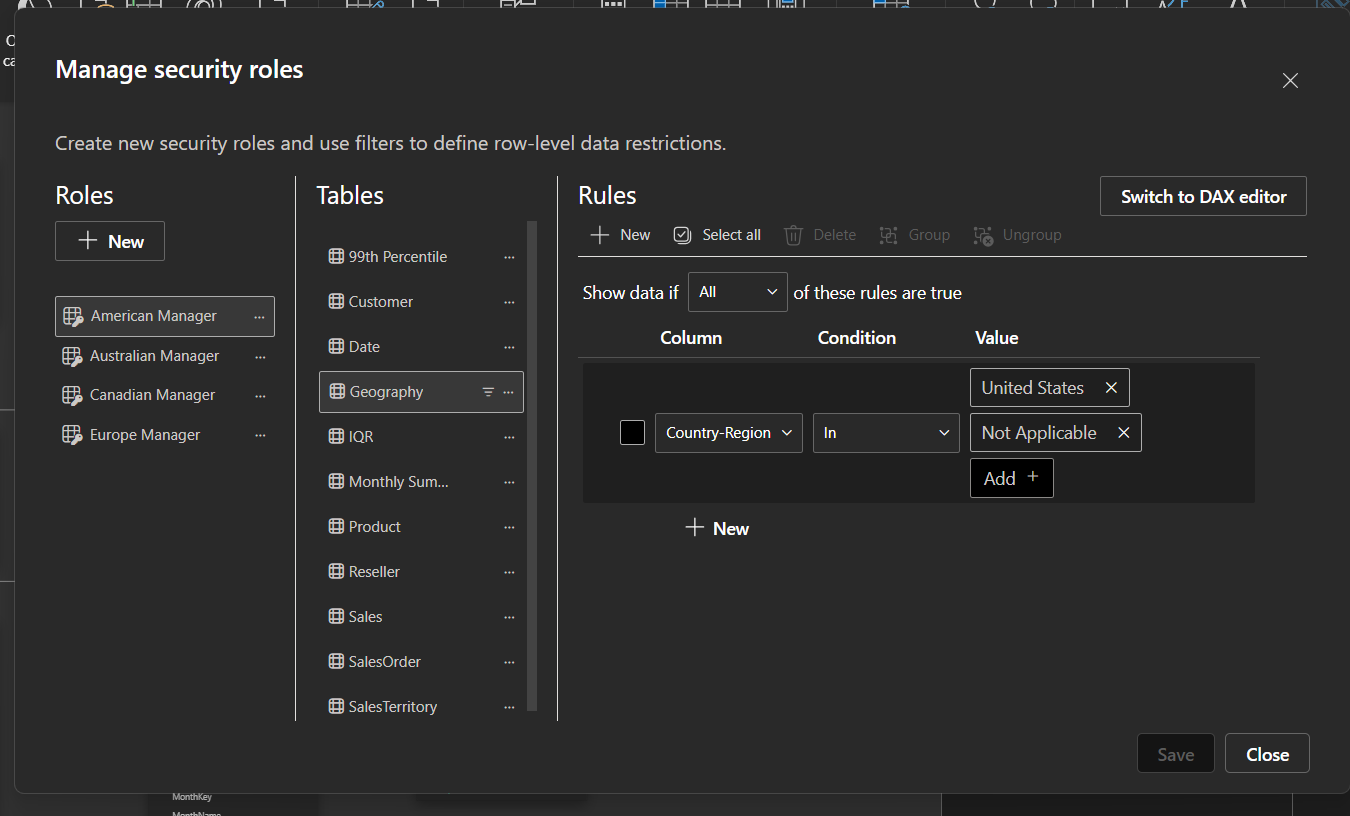 Manage security roles
Create new security roles and use filters to define row-level data restrictions.
Roles
New
American Manager ...
Australian Manager ...
Canadian Manager ...
Europe Manager ...
Tables
99th Percentile ...
Customer ...
Date ...
Geography ...
IQR ...
Monthly Sum... ...
Product ...
Reseller ...
Sales ...
SalesOrder ...
SalesTerritory ...
Rules
Switch to DAX editor
New Select all Delete Group Ungroup
Show data if All of these rules are true
Column Condition Value
Country-Region In
United States
Not Applicable
Add +
New
Save Close
MonthKey
MonthName